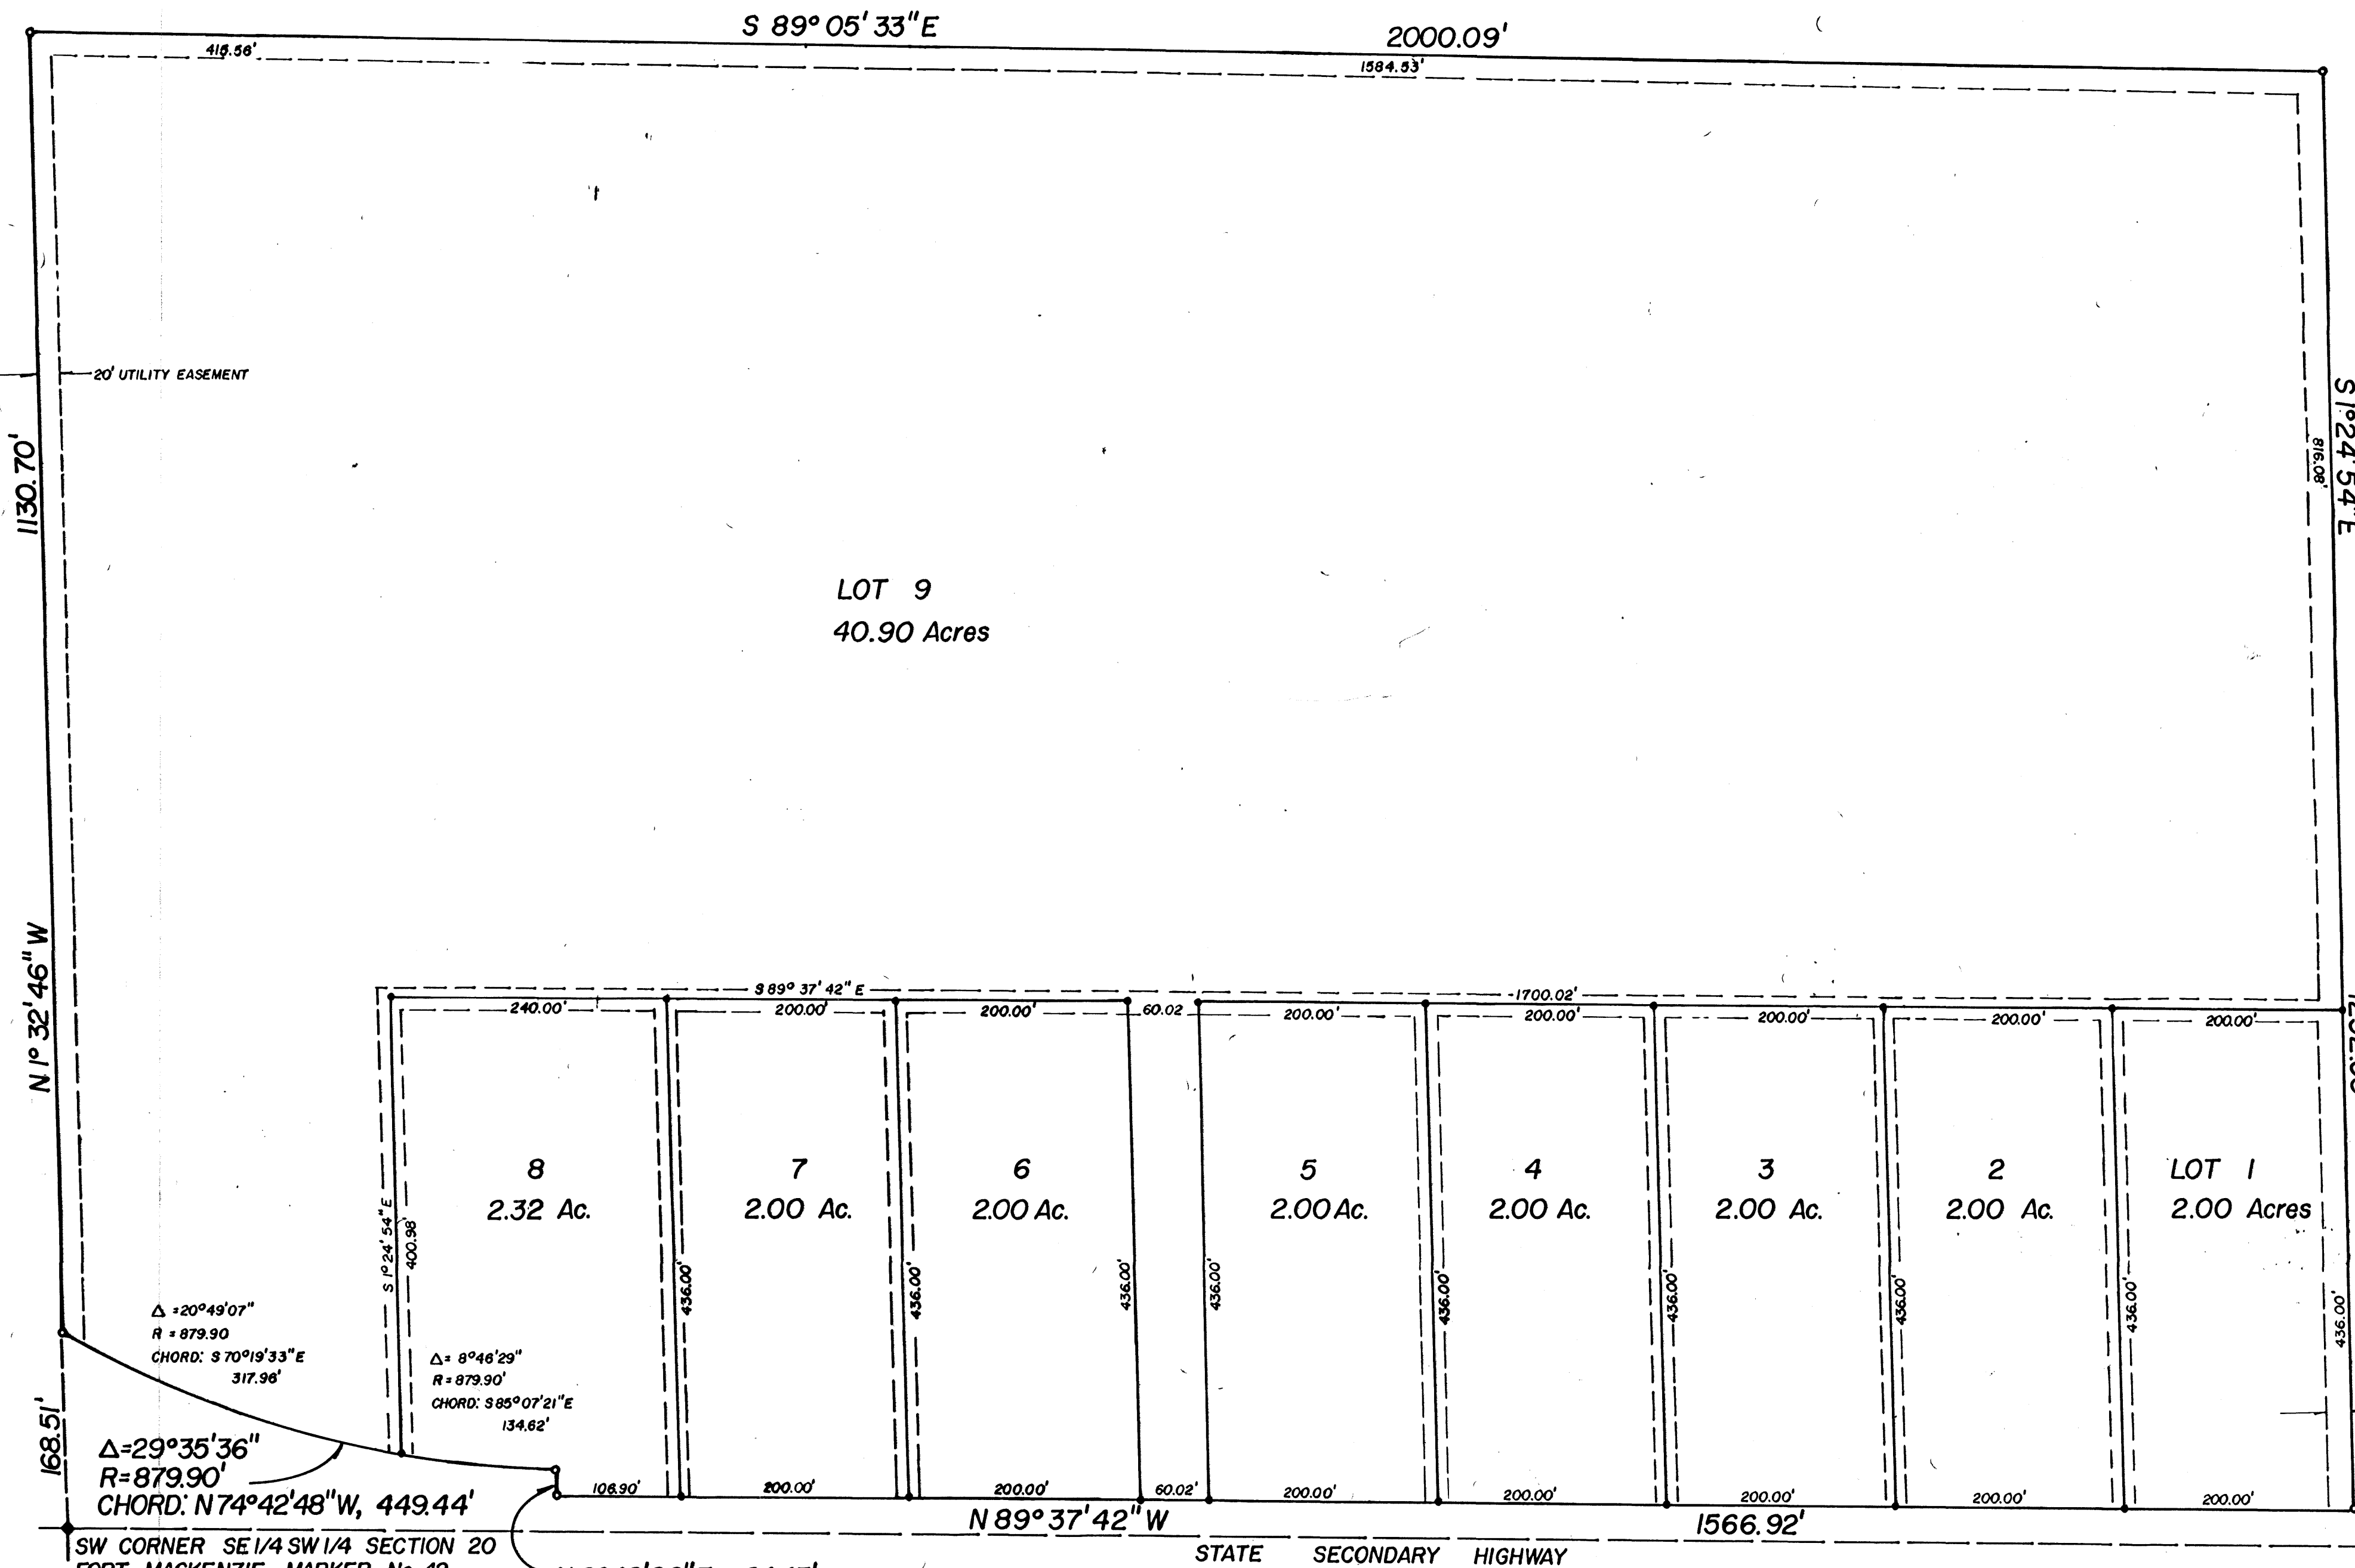 S 89° 05' 33" E
2000.09'
415.56'
1584.53'
20' UTILITY EASEMENT
1130.70'
N 1° 32' 46" W
168.51'
S 1° 24' 54" E
816.08'
LOT 9
40.90 Acres
S 89° 37' 42" E
1700.02'
240.00'
200.00'
200.00'
60.02
200.00'
200.00'
200.00'
200.00'
200.00'
8
2.32 Ac.
7
2.00 Ac.
6
2.00 Ac.
5
2.00 Ac.
4
2.00 Ac.
3
2.00 Ac.
2
2.00 Ac.
LOT 1
2.00 Acres
S 1° 24' 54" E
400.98'
436.00'
436.00'
436.00'
436.00'
436.00'
436.00'
436.00'
436.00'
436.00'
Δ = 20° 49' 07"
R = 879.90
CHORD: S 70° 19' 33" E
317.96'
Δ = 8° 46' 29"
R = 879.90'
CHORD: S 85° 07' 21" E
134.62'
Δ = 29° 35' 36"
R = 879.90'
CHORD: N 74° 42' 48" W, 449.44'
106.90'
200.00'
200.00'
60.02'
200.00'
200.00'
200.00'
200.00'
200.00'
N 89° 37' 42" W
1566.92'
SW CORNER SE 1/4 SW 1/4 SECTION 20
FORT MACKENZIE MARKER No.
STATE SECONDARY HIGHWAY